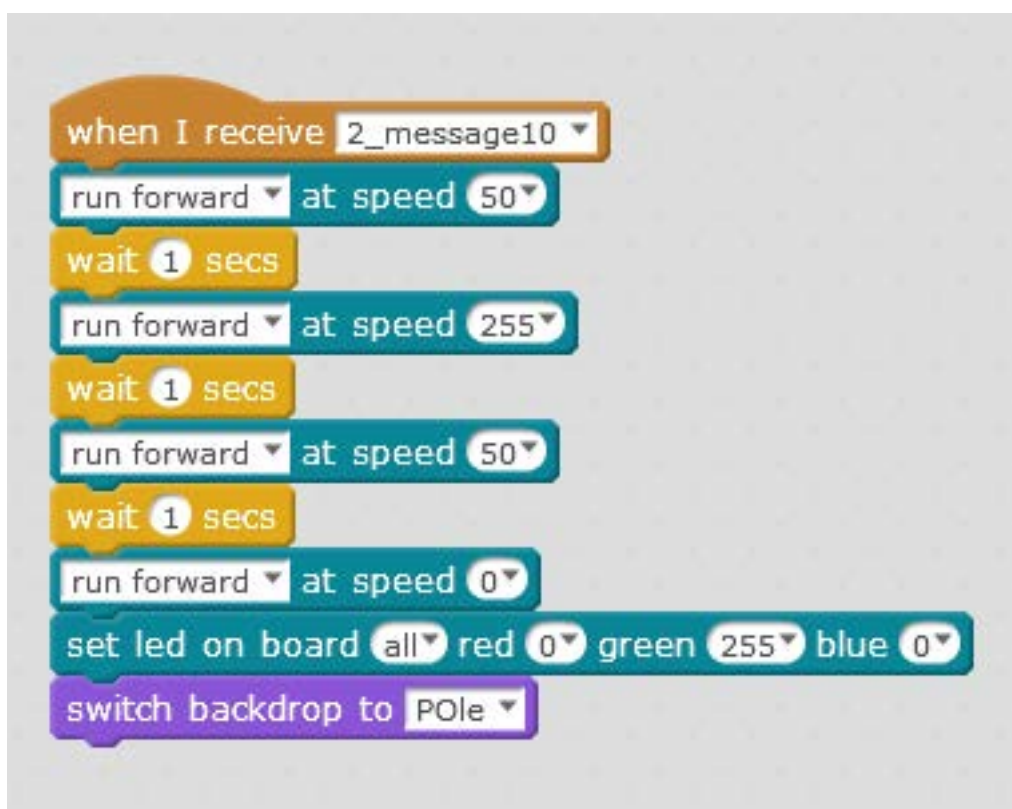 when I receive 2_message10
run forward at speed 50
wait 1 secs
run forward at speed 255
wait 1 secs
run forward at speed 50
wait 1 secs
run forward at speed 0
set led on board all red 0 green 255 blue 0
switch backdrop to POle